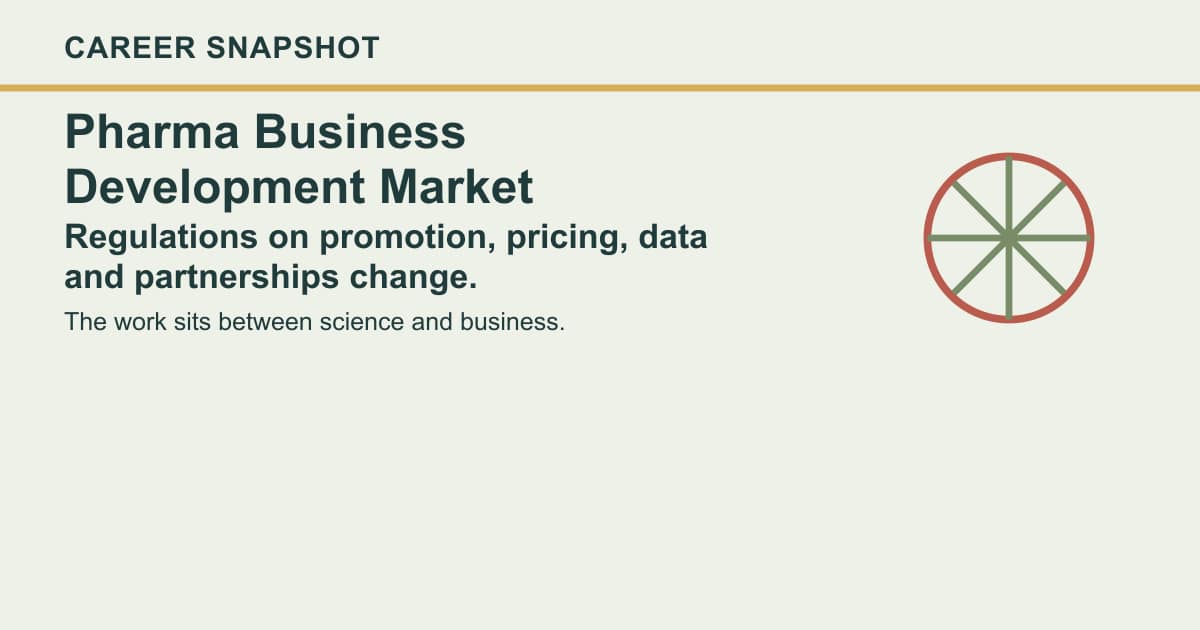 CAREER SNAPSHOT
Pharma Business
Development Market
Regulations on promotion, pricing, data
and partnerships change.
The work sits between science and business.